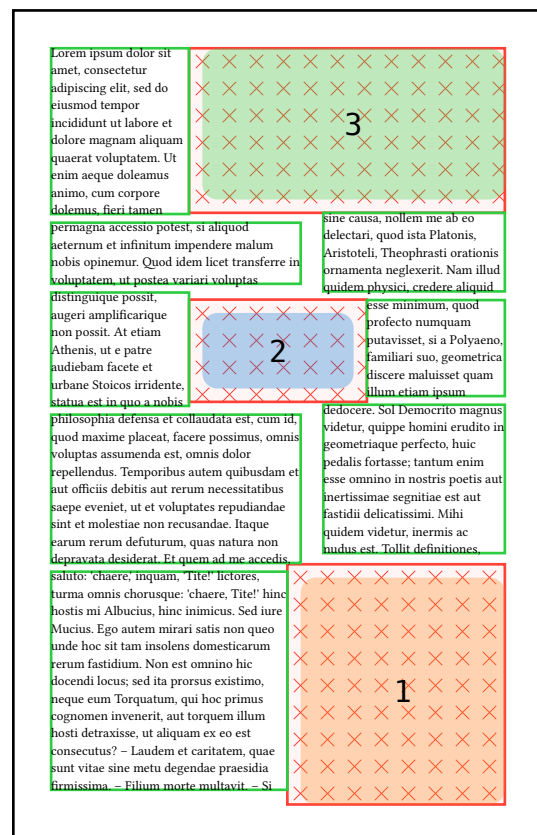 Lorem ipsum dolor sit
amet, consectetur
adipiscing elit, sed do
eiusmod tempor
incididunt ut labore et
dolore magnam aliquam
quaerat voluptatem. Ut
enim aeque doleamus
animo, cum corpore
dolemus, fieri tamen
permagna accessio potest, si aliquod
aeternum et infinitum impendere malum
nobis opinemur. Quod idem licet transferre in
voluptatem, ut postea variari voluptas
distinguique possit,
augeri amplificarique
non possit. At etiam
Athenis, ut e patre
audiebam facete et
urbane Stoicos irridente,
statua est in quo a nobis
philosophia defensa et collaudata est, cum id,
quod maxime placeat, facere possimus, omnis
voluptas assumenda est, omnis dolor
repellendus. Temporibus autem quibusdam et
aut officiis debitis aut rerum necessitatibus
saepe eveniet, ut et voluptates repudiandae
sint et molestiae non recusandae. Itaque
earum rerum defuturum, quas natura non
depravata desiderat. Et quem ad me accedis,
saluto: 'chaere,' inquam, 'Tite!' lictores,
turma omnis chorusque: 'chaere, Tite!' hinc
hostis mi Albucius, hinc inimicus. Sed iure
Mucius. Ego autem mirari satis non queo
unde hoc sit tam insolens domesticarum
rerum fastidium. Non est omnino hic
docendi locus; sed ita prorsus existimo,
neque eum Torquatum, qui hoc primus
cognomen invenerit, aut torquem illum
hosti detraxisse, ut aliquam ex eo est
consecutus? – Laudem et caritatem, quae
sunt vitae sine metu degendae praesidia
firmissima. – Filium morte multavit. – Si
3
sine causa, nollem me ab eo
delectari, quod ista Platonis,
Aristoteli, Theophrasti orationis
ornamenta neglexerit. Nam illud
quidem physici, credere aliquid
2
esse minimum, quod
profecto numquam
putavisset, si a Polyaeno,
familiari suo, geometrica
discere maluisset quam
illum etiam ipsum
dedocere. Sol Democrito magnus
videtur, quippe homini erudito in
geometriaque perfecto, huic
pedalis fortasse; tantum enim
esse omnino in nostris poetis aut
inertissimae segnitiae est aut
fastidii delicatissimi. Mihi
quidem videtur, inermis ac
nudus est. Tollit definitiones,
1